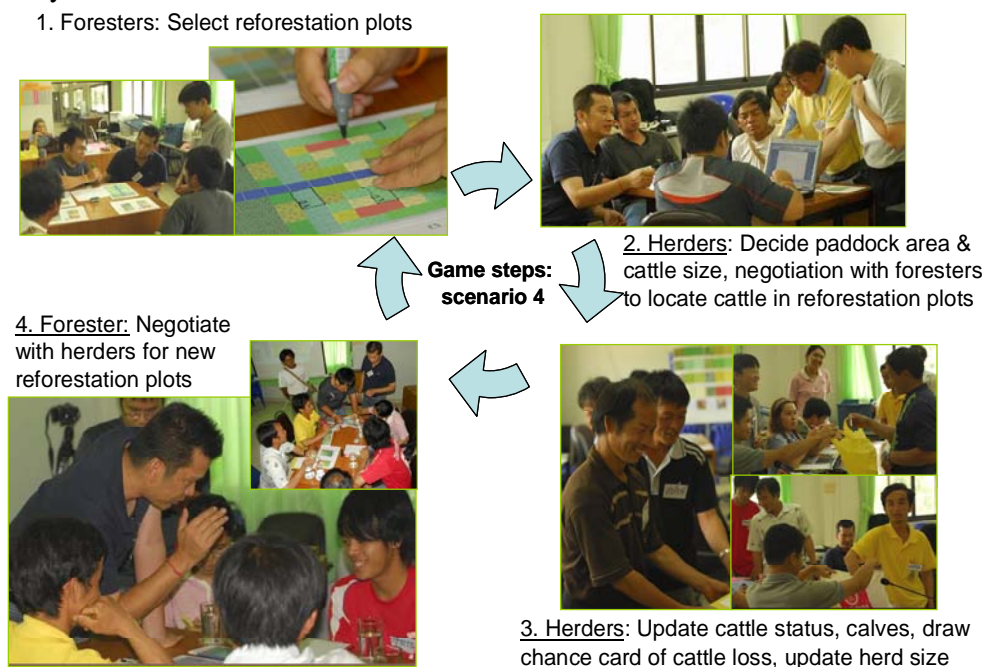 1. Foresters: Select reforestation plots
2. Herders: Decide paddock area &
cattle size, negotiation with foresters
to locate cattle in reforestation plots
Game steps:
scenario 4
3. Herders: Update cattle status, calves, draw
chance card of cattle loss, update herd size
4. Forester: Negotiate
with herders for new
reforestation plots